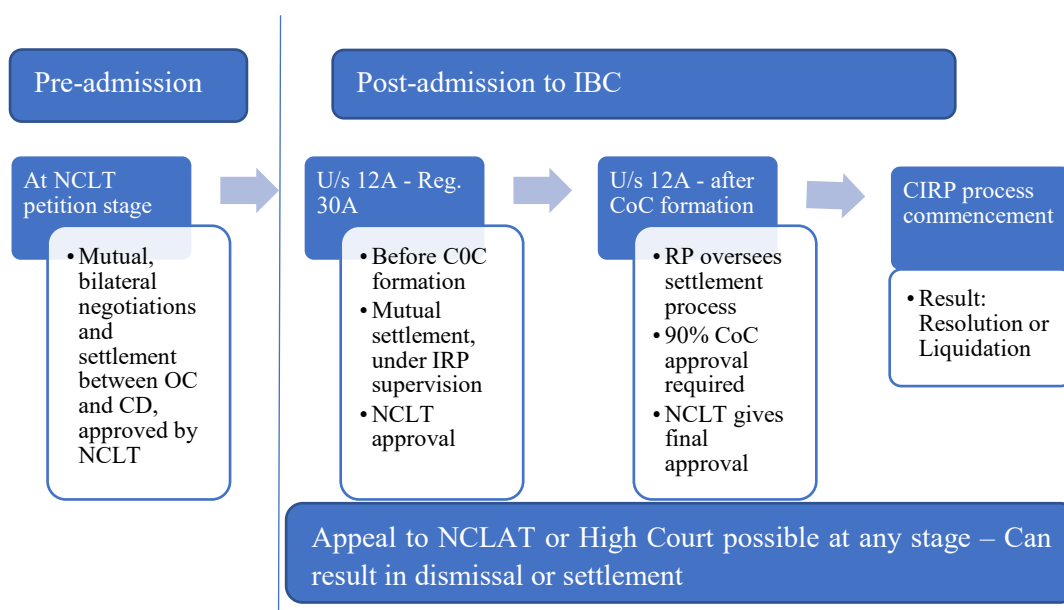 Pre-admission
Post-admission to IBC
At NCLT
petition stage
• Mutual,
bilateral
negotiations
and
settlement
between OC
and CD,
approved by
NCLT
U/s 12A - Reg.
30A
• Before C0C
formation
• Mutual
settlement,
under IRP
supervision
• NCLT
approval
U/s 12A - after
CoC formation
• RP oversees
settlement
process
• 90% CoC
approval
required
• NCLT gives
final
approval
CIRP process
commencement
• Result:
Resolution or
Liquidation
Appeal to NCLAT or High Court possible at any stage – Can
result in dismissal or settlement